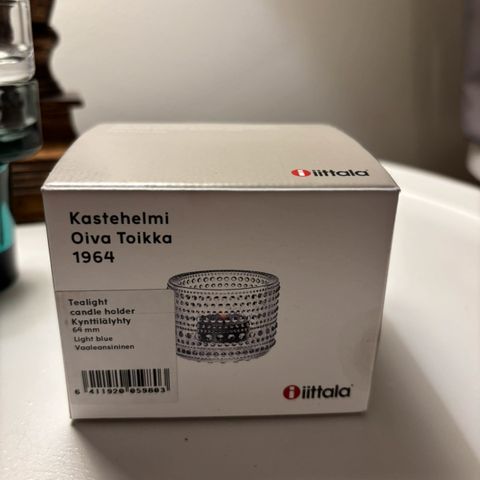 iittala
Kastehelmi
Oiva Toikka
1964
Tealight
candle holder
Kynttilälyhty
64 mm
Light blue
Vaaleansininen
6 411920 059803
iittala